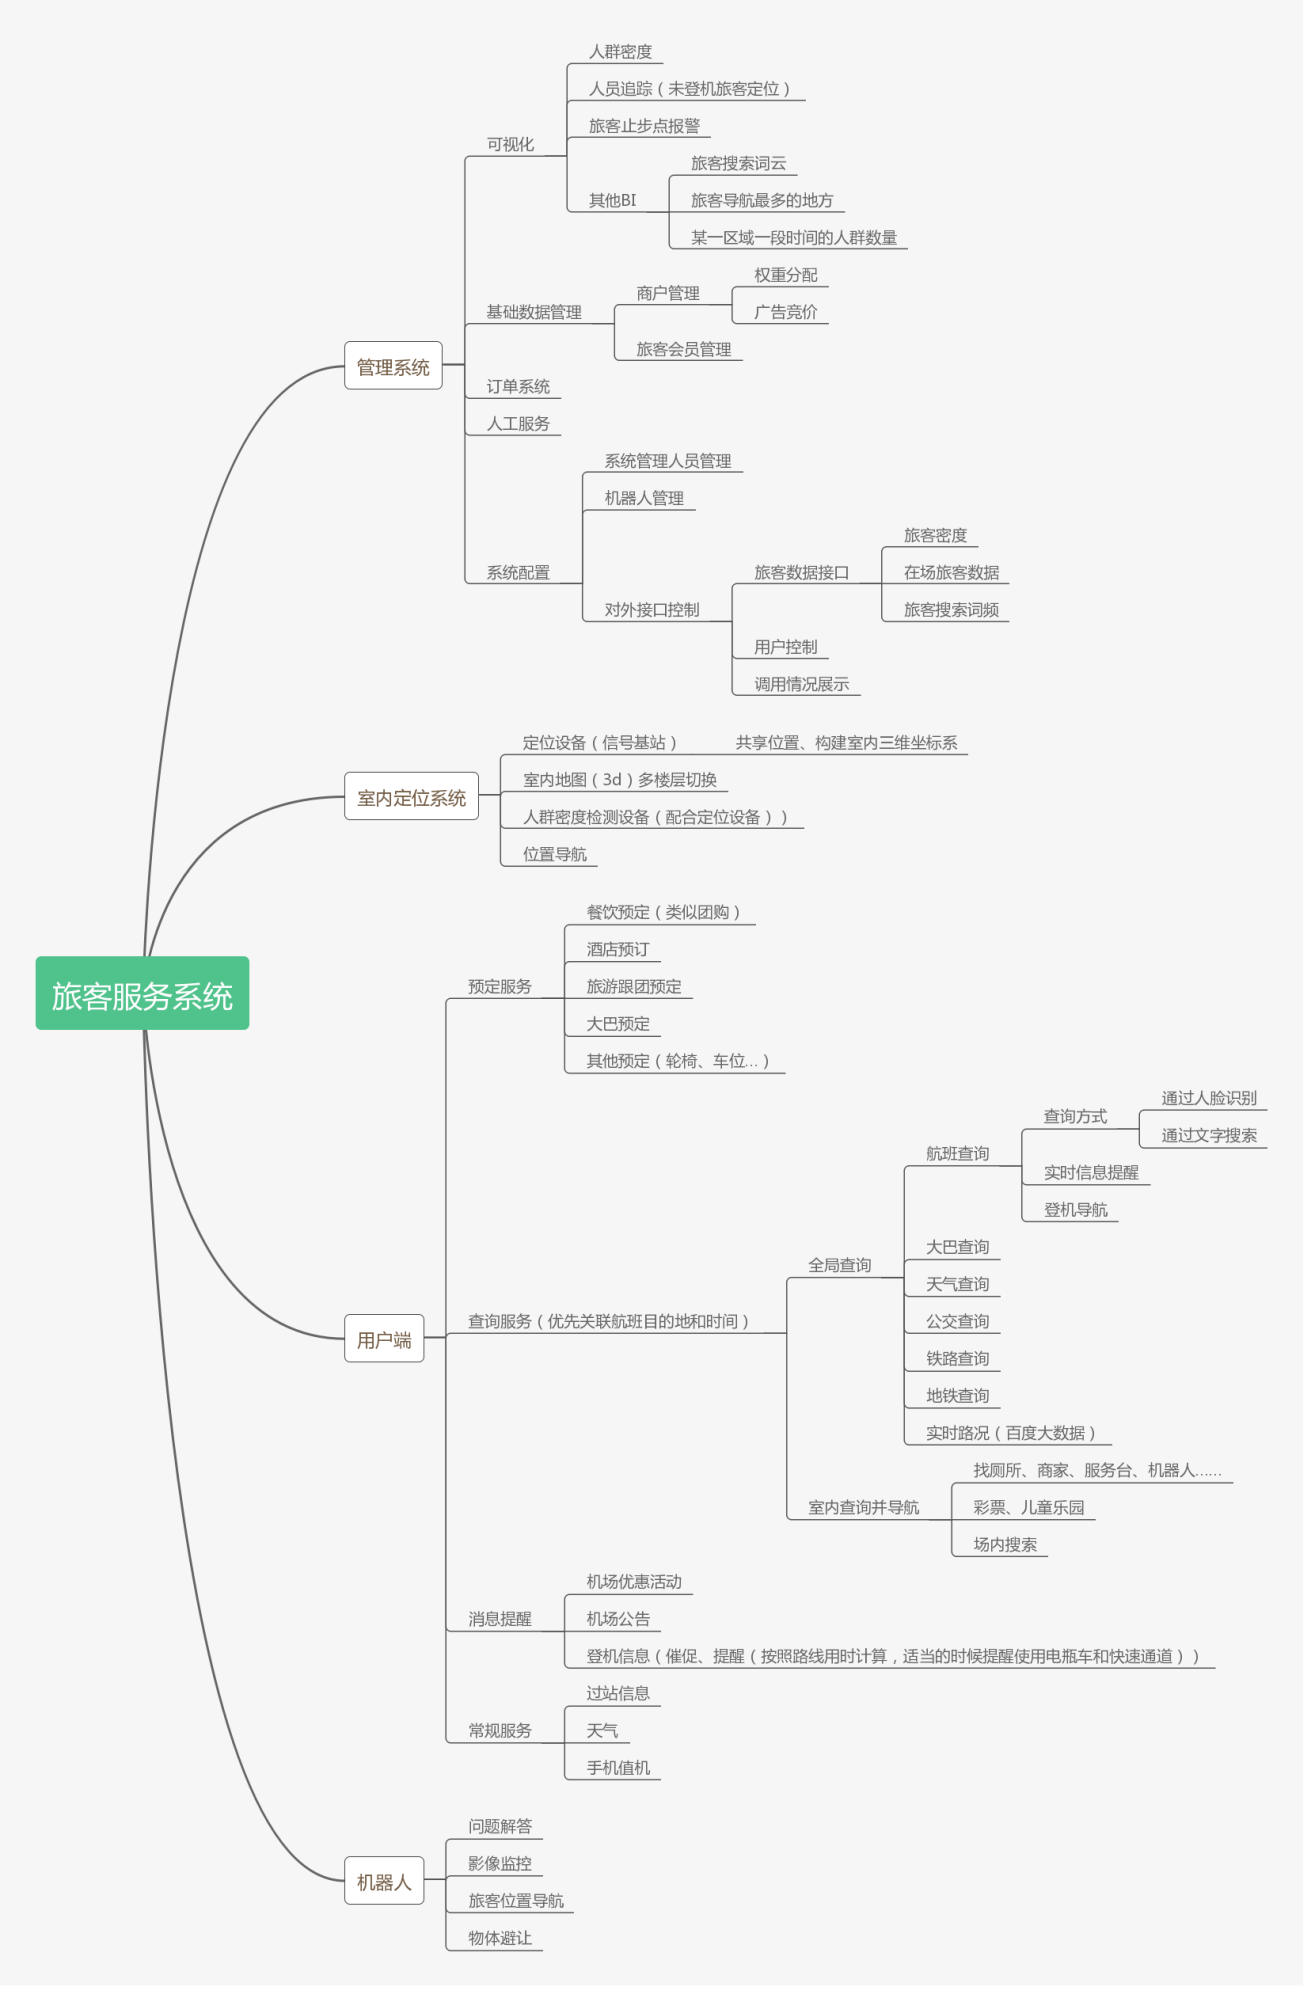 旅客服务系统
管理系统
可视化
人群密度
人员追踪（未登机旅客定位）
旅客止步点报警
其他BI
旅客搜索词云
旅客导航最多的地方
某一区域一段时间的人群数量
基础数据管理
商户管理
权重分配
广告竞价
旅客会员管理
订单系统
人工服务
系统配置
系统管理人员管理
机器人管理
对外接口控制
旅客数据接口
旅客密度
在场旅客数据
旅客搜索词频
用户控制
调用情况展示
室内定位系统
定位设备（信号基站）
共享位置、构建室内三维坐标系
室内地图（3d）多楼层切换
人群密度检测设备（配合定位设备））
位置导航
用户端
预定服务
餐饮预定（类似团购）
酒店预订
旅游跟团预定
大巴预定
其他预定（轮椅、车位...）
查询服务（优先关联航班目的地和时间）
全局查询
航班查询
查询方式
通过人脸识别
通过文字搜索
实时信息提醒
登机导航
大巴查询
天气查询
公交查询
铁路查询
地铁查询
实时路况（百度大数据）
室内查询并导航
找厕所、商家、服务台、机器人......
彩票、儿童乐园
场内搜索
消息提醒
机场优惠活动
机场公告
登机信息（催促、提醒（按照路线用时计算，适当的时候提醒使用电瓶车和快速通道））
常规服务
过站信息
天气
手机值机
机器人
问题解答
影像监控
旅客位置导航
物体避让